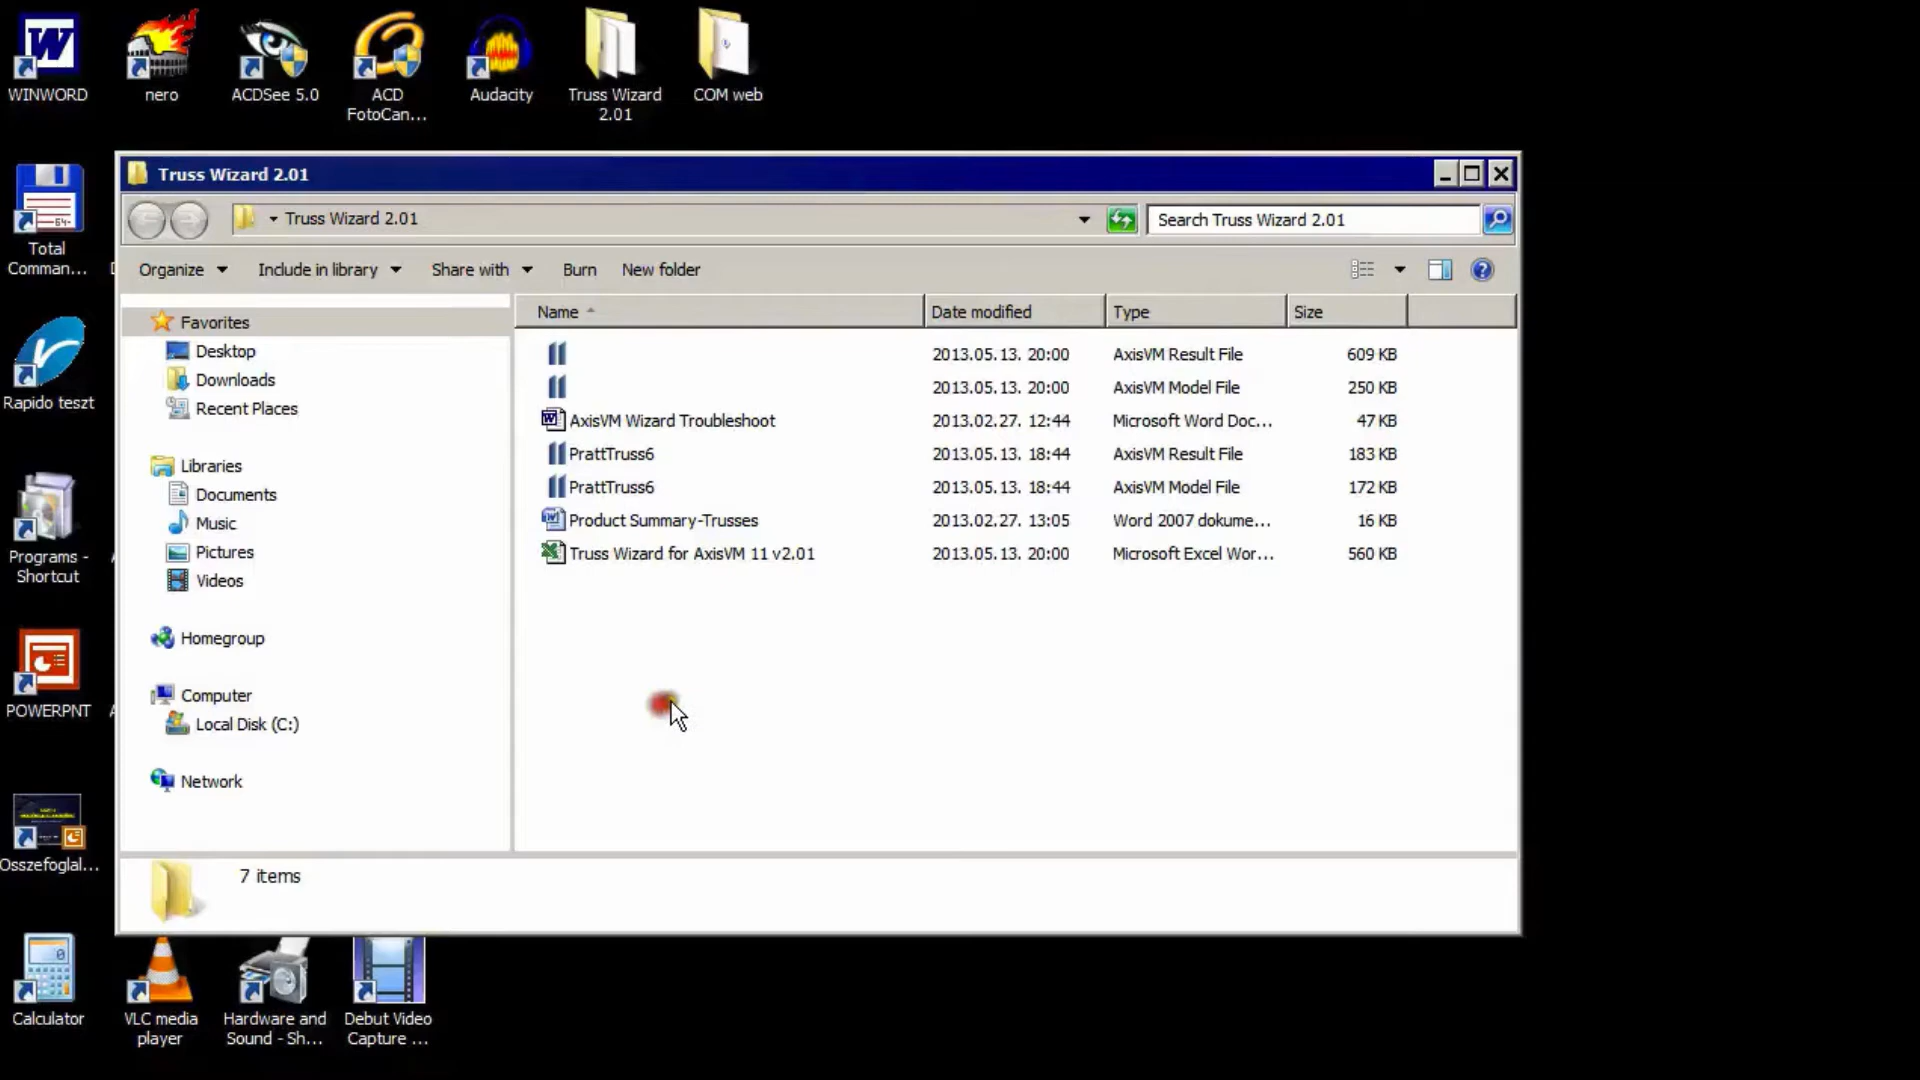 WINWORD
nero
ACDSee 5.0
ACD
FotoCan...
Audacity
Truss Wizard
2.01
COM web
Total
Comman...
Rapido teszt
Programs -
Shortcut
POWERPNT
Osszefoglal...
Truss Wizard 2.01
Truss Wizard 2.01
Search Truss Wizard 2.01
Organize Include in library Share with Burn New folder
Favorites
Desktop
Downloads
Recent Places
Libraries
Documents
Music
Pictures
Videos
Homegroup
Computer
Local Disk (C:)
Network
Name Date modified Type Size
2013.05.13. 20:00 AxisVM Result File 609 KB
2013.05.13. 20:00 AxisVM Model File 250 KB
AxisVM Wizard Troubleshoot 2013.02.27. 12:44 Microsoft Word Doc... 47 KB
PrattTruss6 2013.05.13. 18:44 AxisVM Result File 183 KB
PrattTruss6 2013.05.13. 18:44 AxisVM Model File 172 KB
Product Summary-Trusses 2013.02.27. 13:05 Word 2007 dokume... 16 KB
Truss Wizard for AxisVM 11 v2.01 2013.05.13. 20:00 Microsoft Excel Wor... 560 KB
7 items
Calculator
VLC media
player
Hardware and
Sound - Sh...
Debut Video
Capture ...